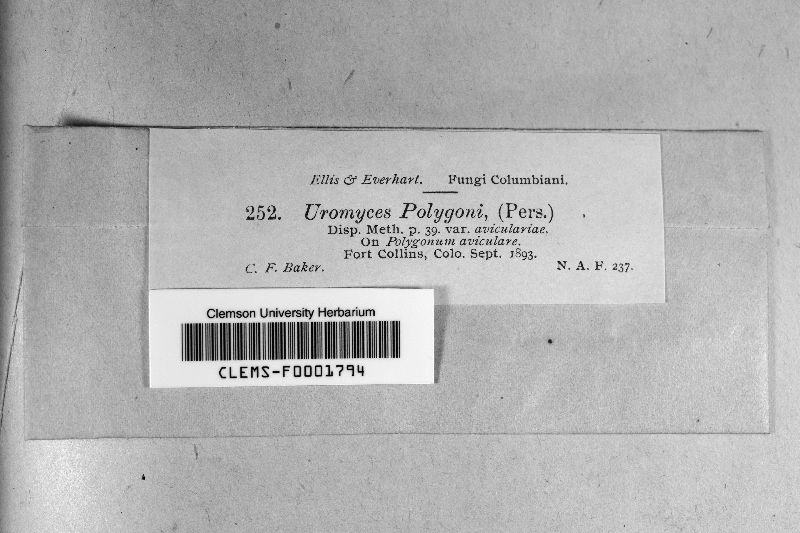 Ellis & Everhart. Fungi Columbiani.
252. Uromyces Polygoni, (Pers.)
Disp. Meth. p. 39. var. aviculariae.
On Polygonum aviculare.
Fort Collins, Colo. Sept. 1893.
C. F. Baker. N. A. F. 237.
Clemson University Herbarium
CLEMS-F0001794